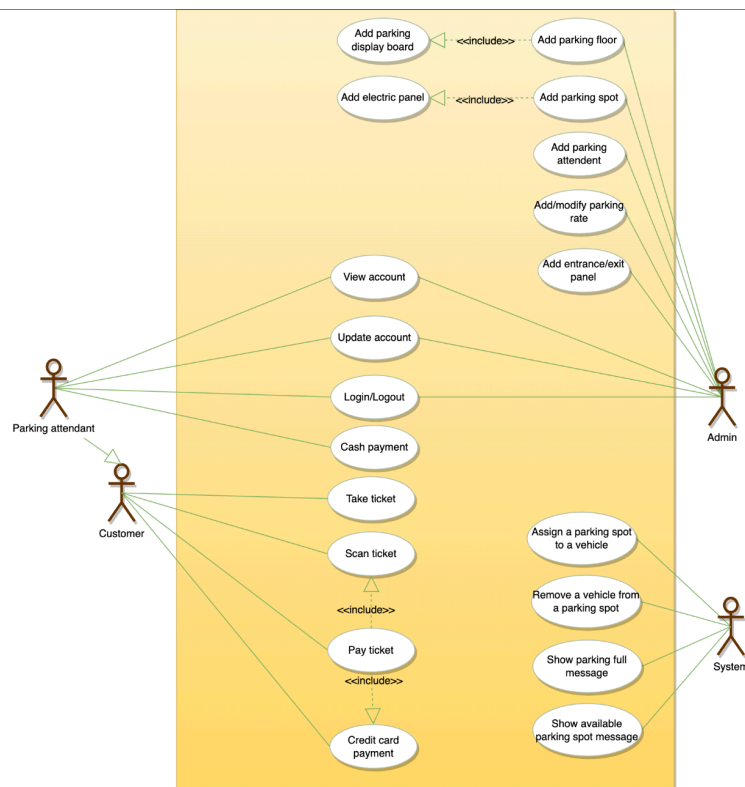 Add parking
display board
<<include>>
Add parking floor
Add electric panel
<<include>>
Add parking spot
Add parking
attendent
Add/modify parking
rate
Add entrance/exit
panel
View account
Update account
Login/Logout
Parking attendant
Admin
Cash payment
Take ticket
Customer
Scan ticket
Assign a parking spot
to a vehicle
<<include>>
Remove a vehicle from
a parking spot
Pay ticket
<<include>>
Show parking full
message
System
Credit card
payment
Show available
parking spot message